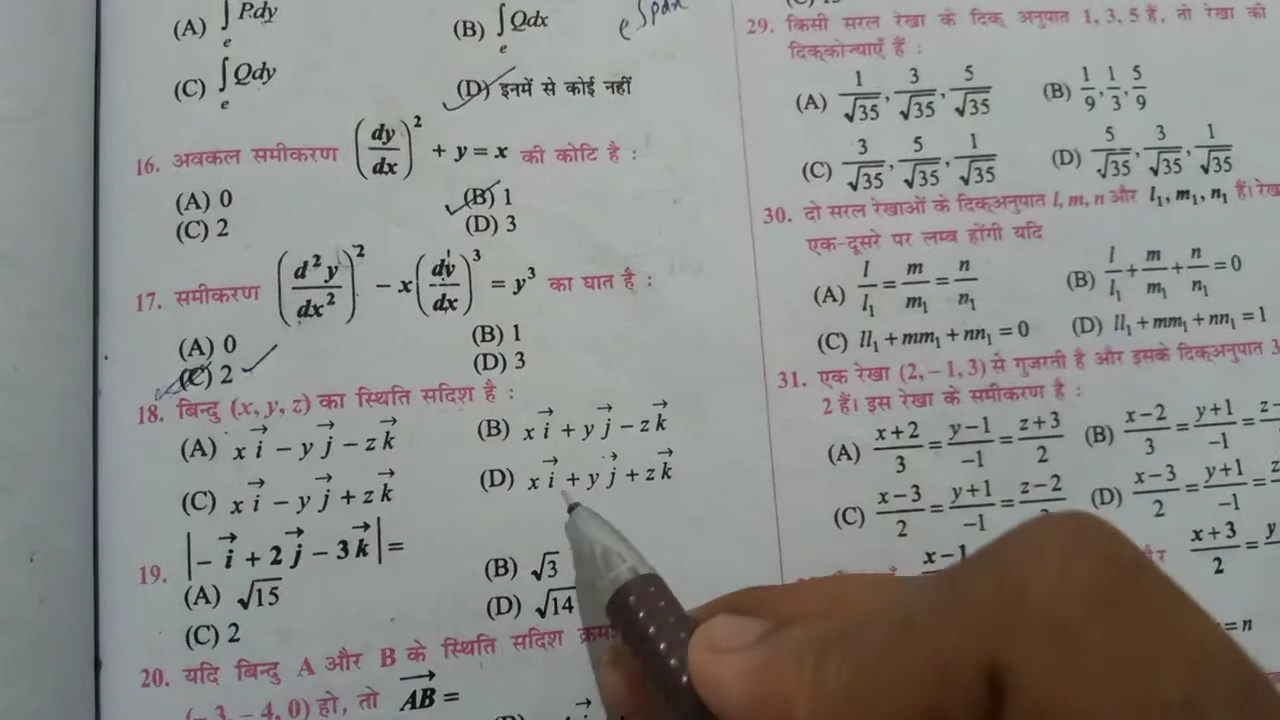 (A) ∫ₑ P.dy (B) ∫ₑ Qdx
(C) ∫ₑ Qdy (D) इनमें से कोई नहीं
16. अवकल समीकरण (dy/dx)² + y = x की कोटि है :
(A) 0 (B) 1
(C) 2 (D) 3
17. समीकरण (d²y/dx²)² − x(dy/dx)³ = y³ का घात है :
(A) 0 (B) 1
(C) 2 (D) 3
18. बिन्दु (x, y, z) का स्थिति सदिश है :
(A) x i⃗ − y j⃗ − z k⃗ (B) x i⃗ + y j⃗ − z k⃗
(C) x i⃗ − y j⃗ + z k⃗ (D) x i⃗ + y j⃗ + z k⃗
19. |− i⃗ + 2 j⃗ − 3 k⃗| =
(A) √15 (B) √3
(C) 2 (D) √14
20. यदि बिन्दु A और B के स्थिति सदिश
(− 3, − 4, 0) हो, तो AB⃗ =
29. किसी सरल रेखा के दिक् अनुपात 1, 3, 5 हैं, तो रेखा की
दिक्कोज्याएँ हैं :
(A) 1/√35, 3/√35, 5/√35 (B) 1/9, 1/3, 5/9
(C) 3/√35, 5/√35, 1/√35 (D) 5/√35, 3/√35, 1/√35
30. दो सरल रेखाओं के दिक्अनुपात l, m, n और l₁, m₁, n₁ हैं।
एक-दूसरे पर लम्ब होंगी यदि
(A) l/l₁ = m/m₁ = n/n₁ (B) l/l₁ + m/m₁ + n/n₁ = 0
(C) ll₁ + mm₁ + nn₁ = 0 (D) ll₁ + mm₁ + nn₁ = 1
31. एक रेखा (2, − 1, 3) से गुजरती है और इसके दिक्अनुपात 3
2 हैं। इस रेखा के समीकरण है :
(A) x+2/3 = y−1/−1 = z+3/2 (B) x−2/3 = y+1/−1 =
(C) x−3/2 = y+1/−1 = z−2 (D) x−3/2 = y+1/−1 =
x−1 x+3/2 =
= n